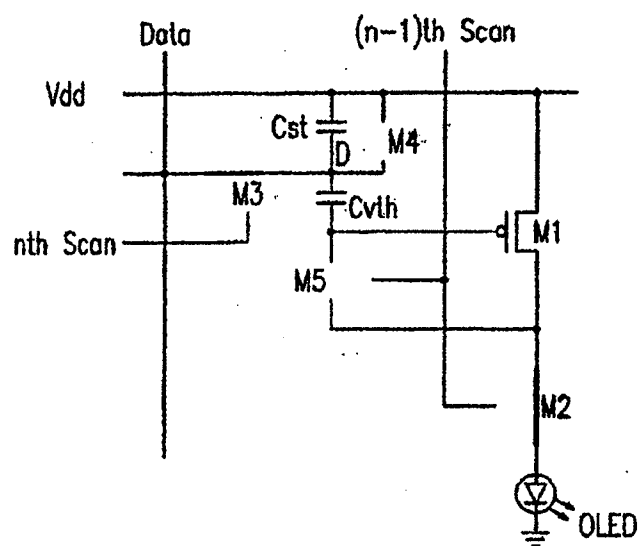 Data
(n-1)th Scan
Vdd
Cst
M4
D
M3
Cvth
nth Scan
M1
M5
M2
OLED